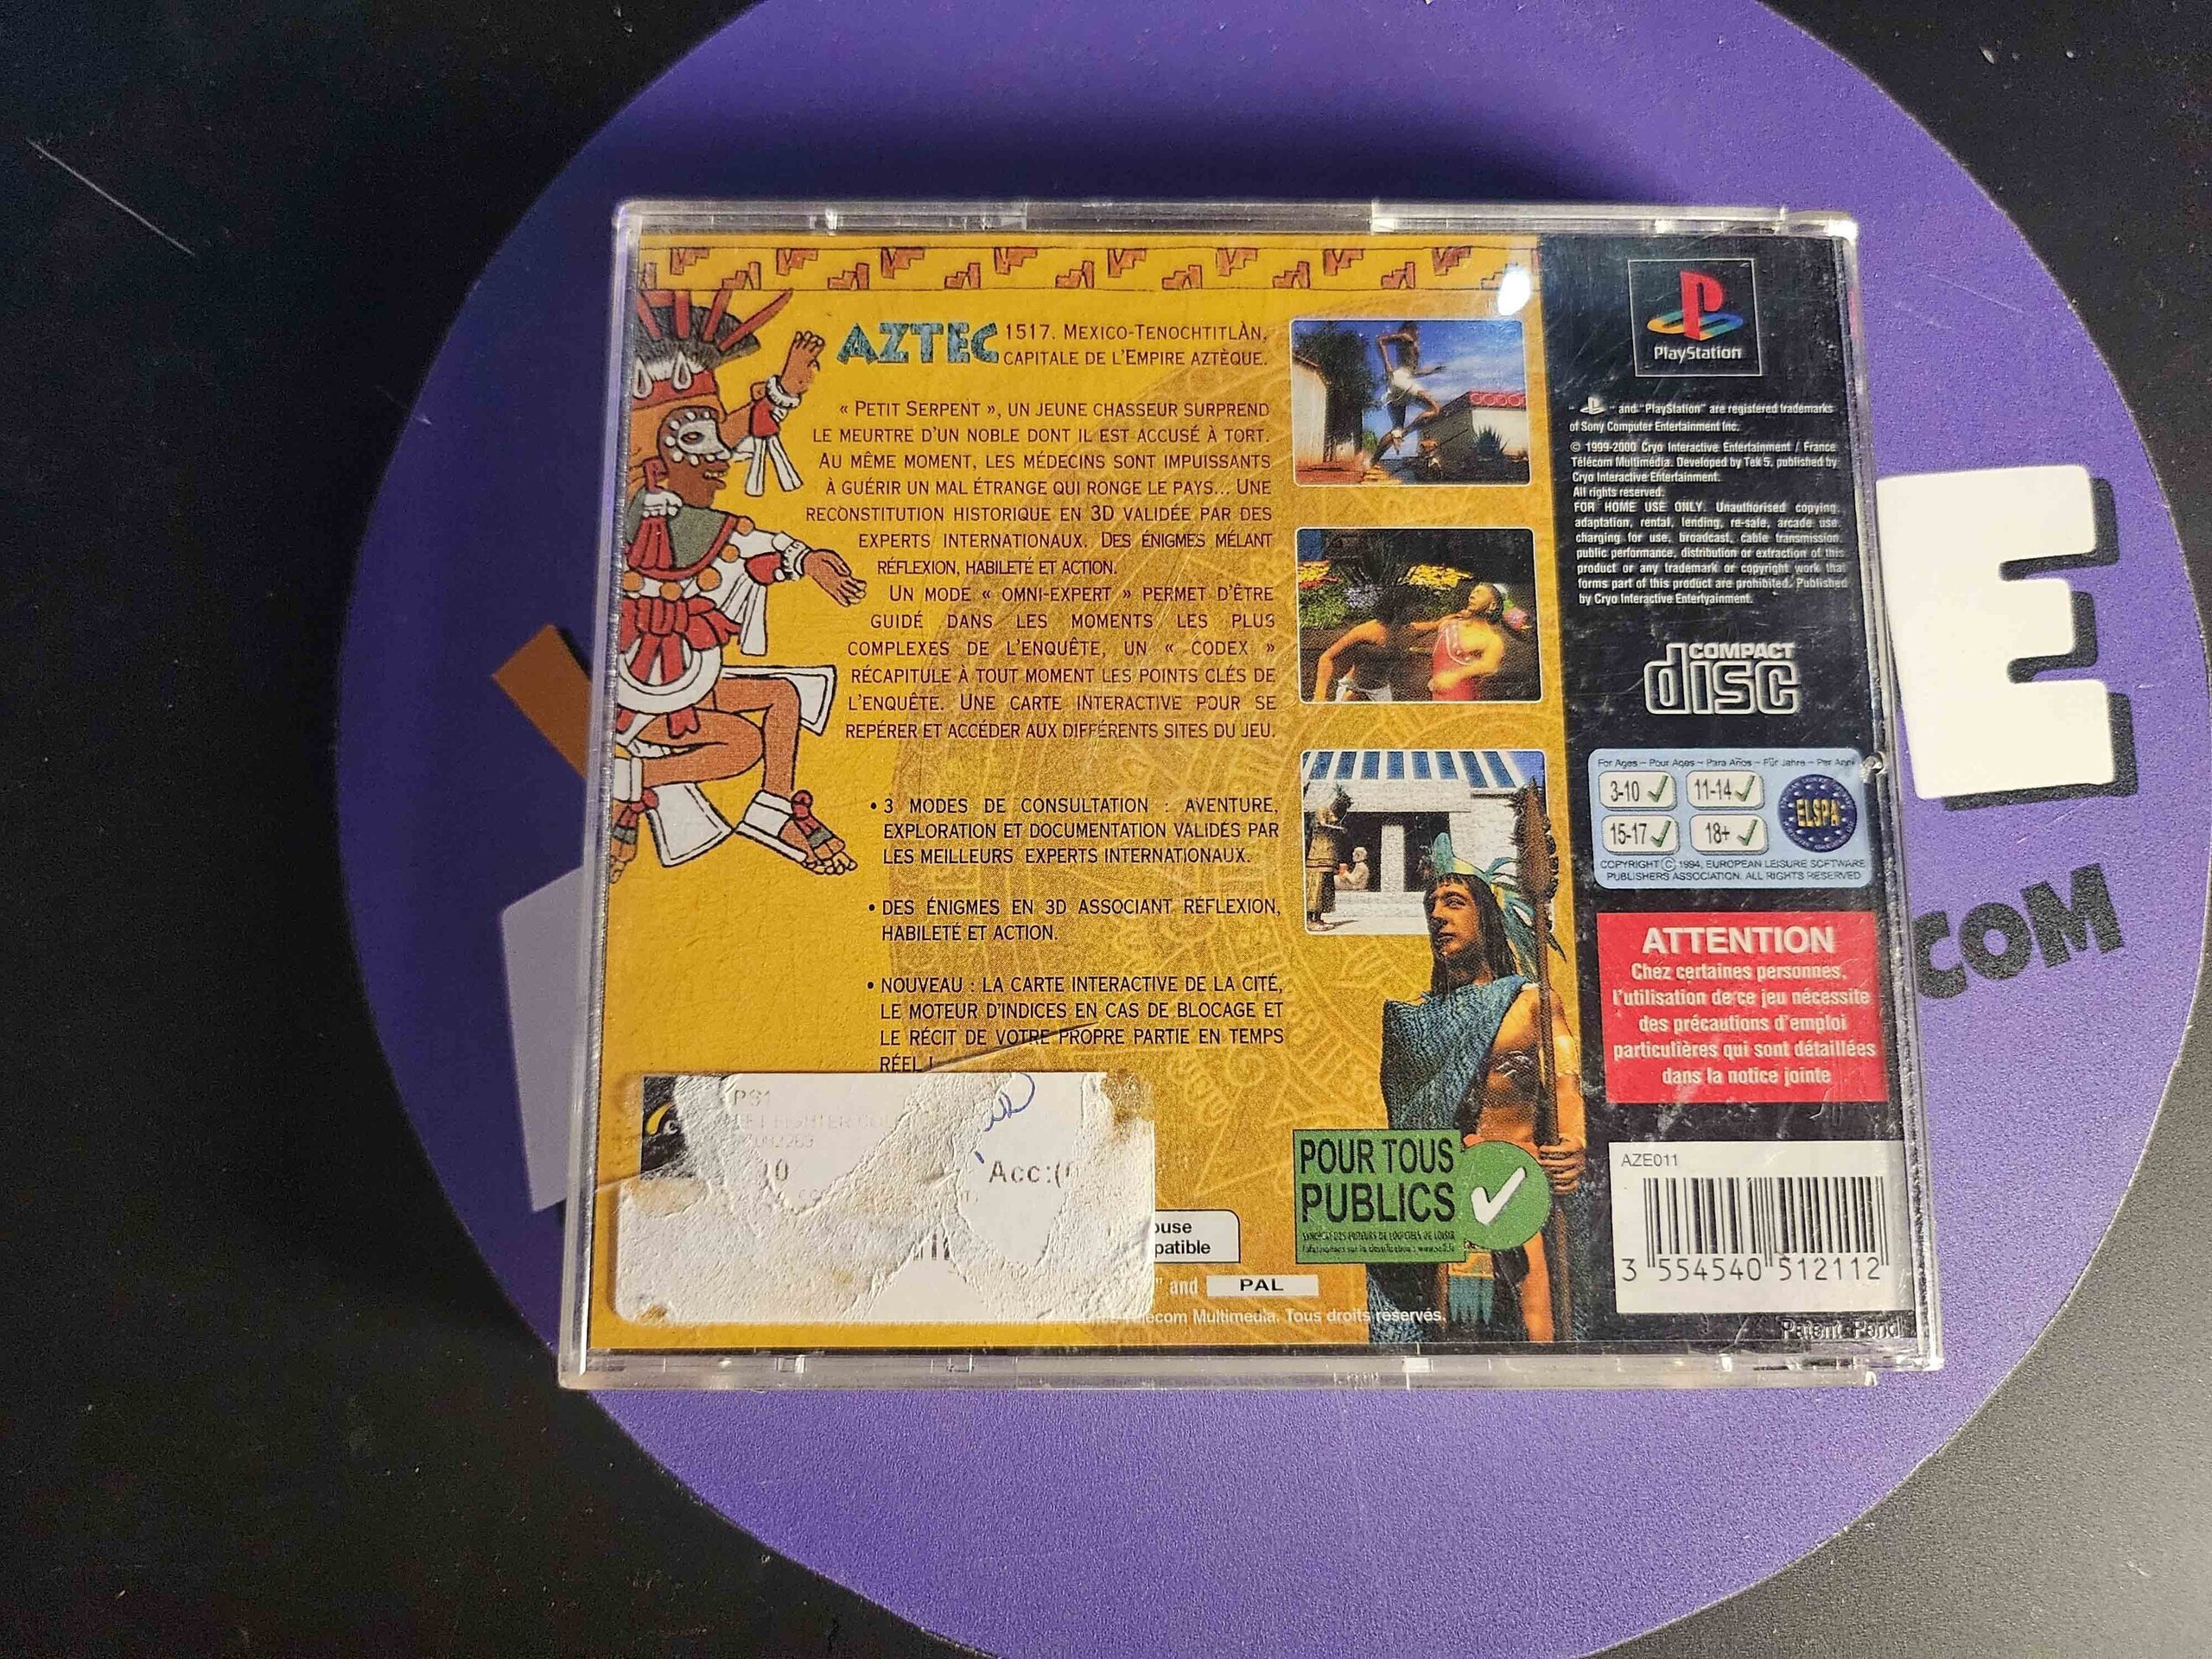 AZTEC 1517. MEXICO-TENOCHTITLÀN,
CAPITALE DE L'EMPIRE AZTÈQUE.
« PETIT SERPENT », UN JEUNE CHASSEUR SURPREND
LE MEURTRE D'UN NOBLE DONT IL EST ACCUSÉ À TORT.
AU MÊME MOMENT, LES MÉDECINS SONT IMPUISSANTS
À GUÉRIR UN MAL ÉTRANGE QUI RONGE LE PAYS... UNE
RECONSTITUTION HISTORIQUE EN 3D VALIDÉE PAR DES
EXPERTS INTERNATIONAUX. DES ÉNIGMES MÊLANT
RÉFLEXION, HABILETÉ ET ACTION.
UN MODE « OMNI-EXPERT » PERMET D'ÊTRE
GUIDÉ DANS LES MOMENTS LES PLUS
COMPLEXES DE L'ENQUÊTE, UN « CODEX »
RÉCAPITULE À TOUT MOMENT LES POINTS CLÉS DE
L'ENQUÊTE. UNE CARTE INTERACTIVE POUR SE
REPÉRER ET ACCÉDER AUX DIFFÉRENTS SITES DU JEU.
• 3 MODES DE CONSULTATION : AVENTURE,
EXPLORATION ET DOCUMENTATION VALIDÉS PAR
LES MEILLEURS EXPERTS INTERNATIONAUX.
• DES ÉNIGMES EN 3D ASSOCIANT RÉFLEXION,
HABILETÉ ET ACTION.
• NOUVEAU : LA CARTE INTERACTIVE DE LA CITÉ,
LE MOTEUR D'INDICES EN CAS DE BLOCAGE ET
LE RÉCIT DE VOTRE PROPRE PARTIE EN TEMPS
RÉEL !
PS1
FIGHTER
Acc:(
and PAL
Multimedia. Tous droits réservés.
POUR TOUS
PUBLICS
SYNDICAT DES EDITEURS DE LOGICIELS DE LOISIR
PlayStation
" " and "PlayStation" are registered trademarks
of Sony Computer Entertainment Inc.
© 1999-2000 Cryo Interactive Entertainment / France
Télécom Multimédia. Developed by Tek 5, published by
Cryo Interactive Entertainment.
All rights reserved.
FOR HOME USE ONLY. Unauthorised copying,
adaptation, rental, lending, re-sale, arcade use,
charging for use, broadcast, cable transmission,
public performance, distribution or extraction of this
product or any trademark or copyright work that
forms part of this product are prohibited. Published
by Cryo Interactive Entertyainment.
COMPACT
disc
For Ages – Pour Ages – Para Años – Für Jahre – Per Anni
3-10 11-14
15-17 18+
ELSPA
COPYRIGHT © 1994, EUROPEAN LEISURE SOFTWARE
PUBLISHERS ASSOCIATION. ALL RIGHTS RESERVED
ATTENTION
Chez certaines personnes,
l'utilisation de ce jeu nécessite
des précautions d'emploi
particulières qui sont détaillées
dans la notice jointe
AZE011
3 554540 512112
Patent Pend
E
COM